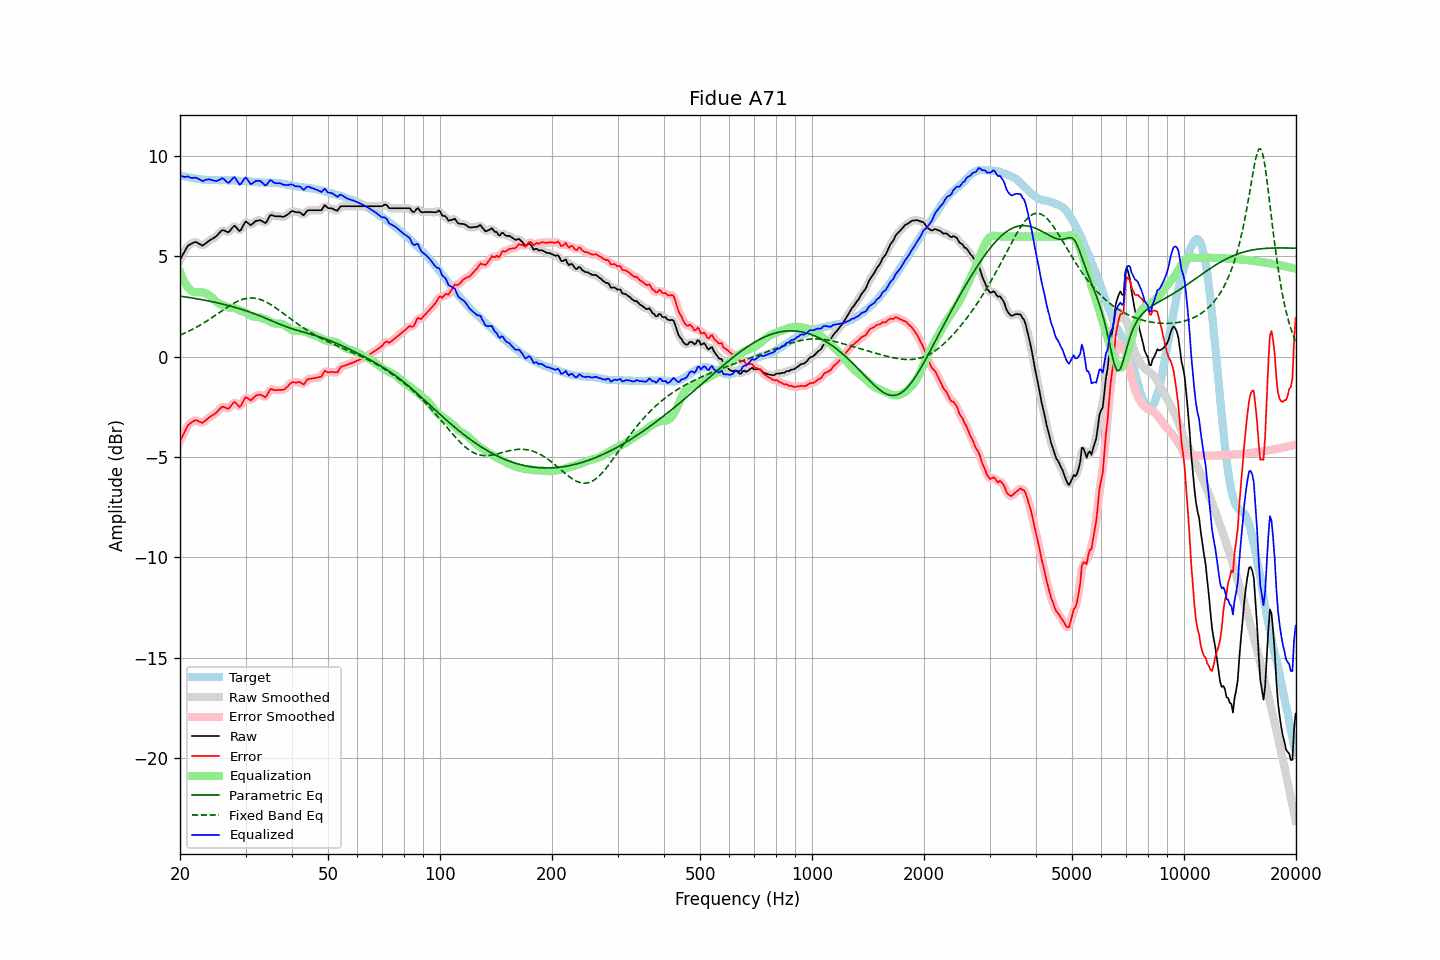 Fidue A71
10
5
0
−5
−10
−15
−20
Amplitude (dBr)
Target
Raw Smoothed
Error Smoothed
Raw
Error
Equalization
Parametric Eq
Fixed Band Eq
Equalized
20 50 100 200 500 1000 2000 5000 10000 20000
Frequency (Hz)